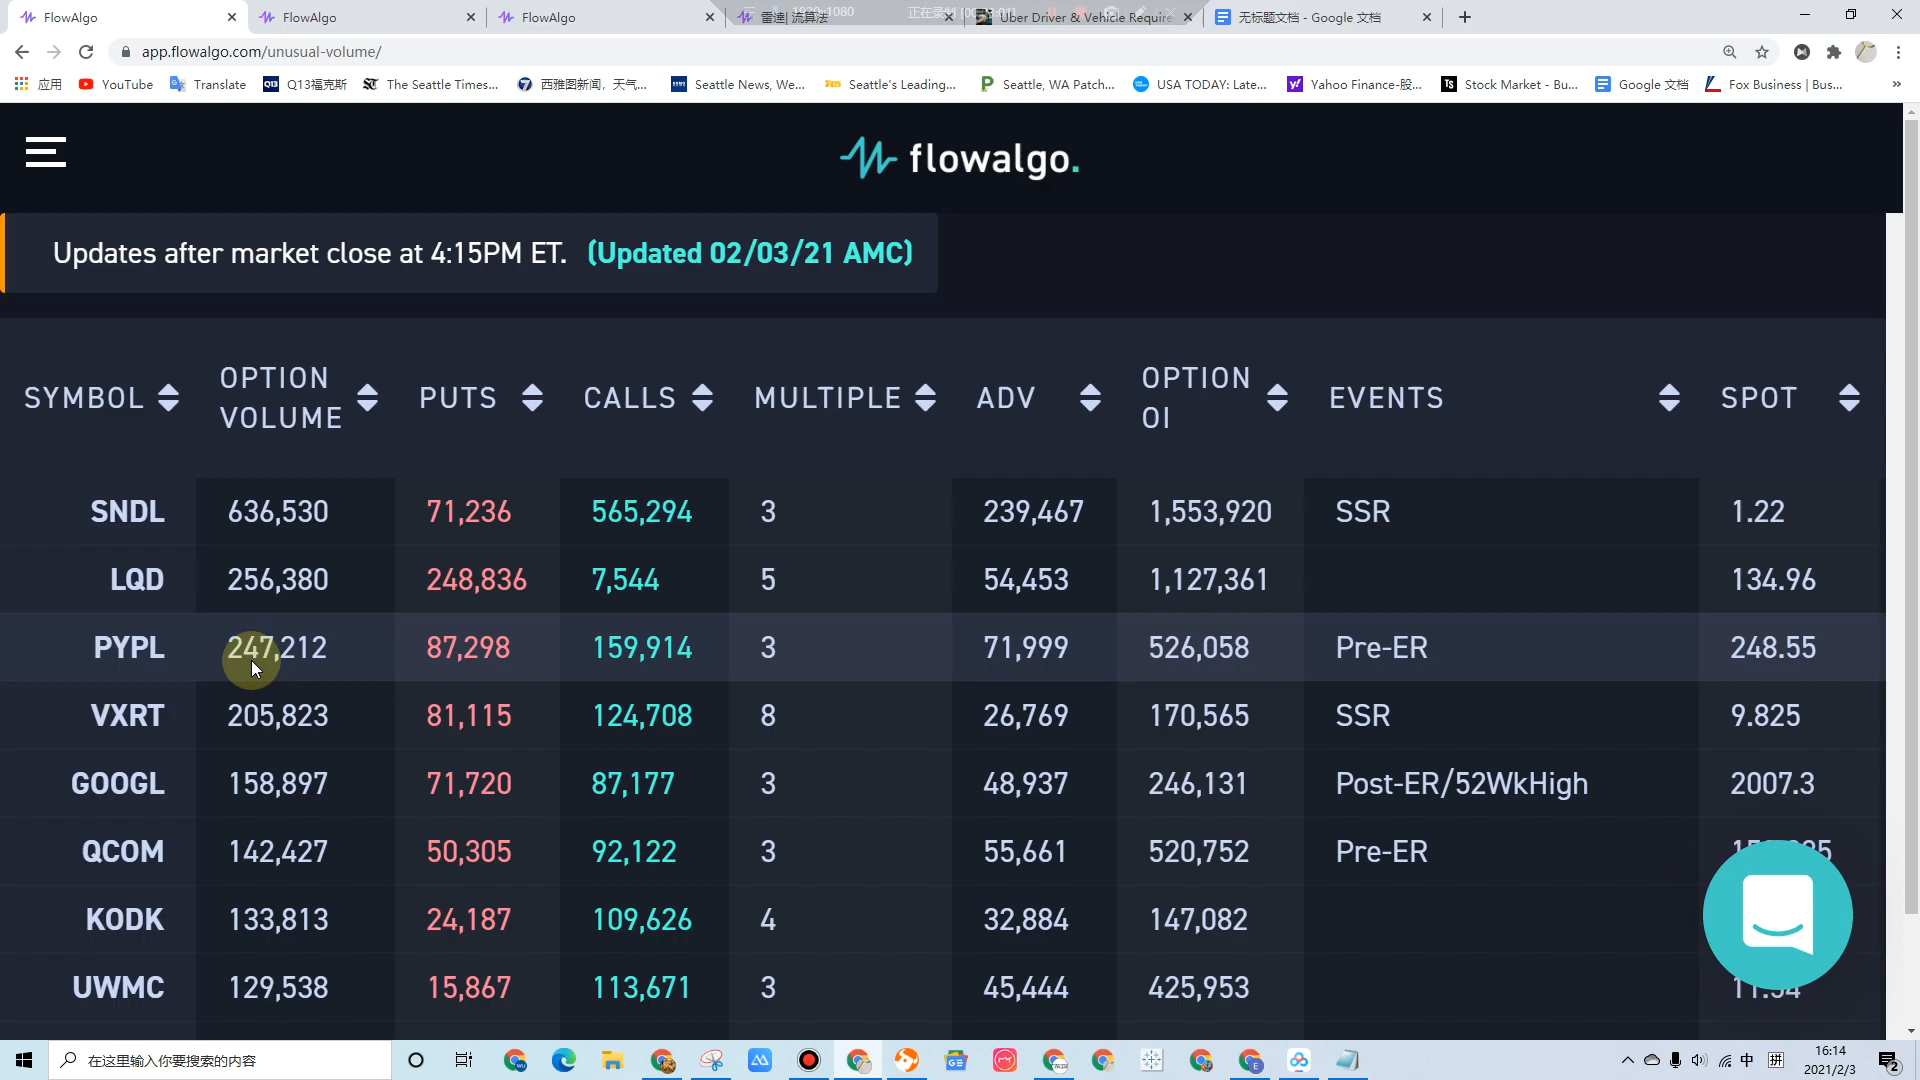 FlowAlgo
FlowAlgo
FlowAlgo
雷達| 流算法
Uber Driver & Vehicle Require
无标题文档 - Google 文档
app.flowalgo.com/unusual-volume/
应用
YouTube
Translate
Q13福克斯
The Seattle Times...
西雅图新闻，天气...
Seattle News, We...
Seattle's Leading...
Seattle, WA Patch...
USA TODAY: Late...
Yahoo Finance-股...
Stock Market - Bu...
Google 文档
Fox Business | Bus...
»
flowalgo.
Updates after market close at 4:15PM ET. (Updated 02/03/21 AMC)
SYMBOL OPTION VOLUME PUTS CALLS MULTIPLE ADV OPTION OI EVENTS SPOT
SNDL 636,530 71,236 565,294 3 239,467 1,553,920 SSR 1.22
LQD 256,380 248,836 7,544 5 54,453 1,127,361 134.96
PYPL 247,212 87,298 159,914 3 71,999 526,058 Pre-ER 248.55
VXRT 205,823 81,115 124,708 8 26,769 170,565 SSR 9.825
GOOGL 158,897 71,720 87,177 3 48,937 246,131 Post-ER/52WkHigh 2007.3
QCOM 142,427 50,305 92,122 3 55,661 520,752 Pre-ER
KODK 133,813 24,187 109,626 4 32,884 147,082
UWMC 129,538 15,867 113,671 3 45,444 425,953
在这里输入你要搜索的内容
中
拼
16:14
2021/2/3
2